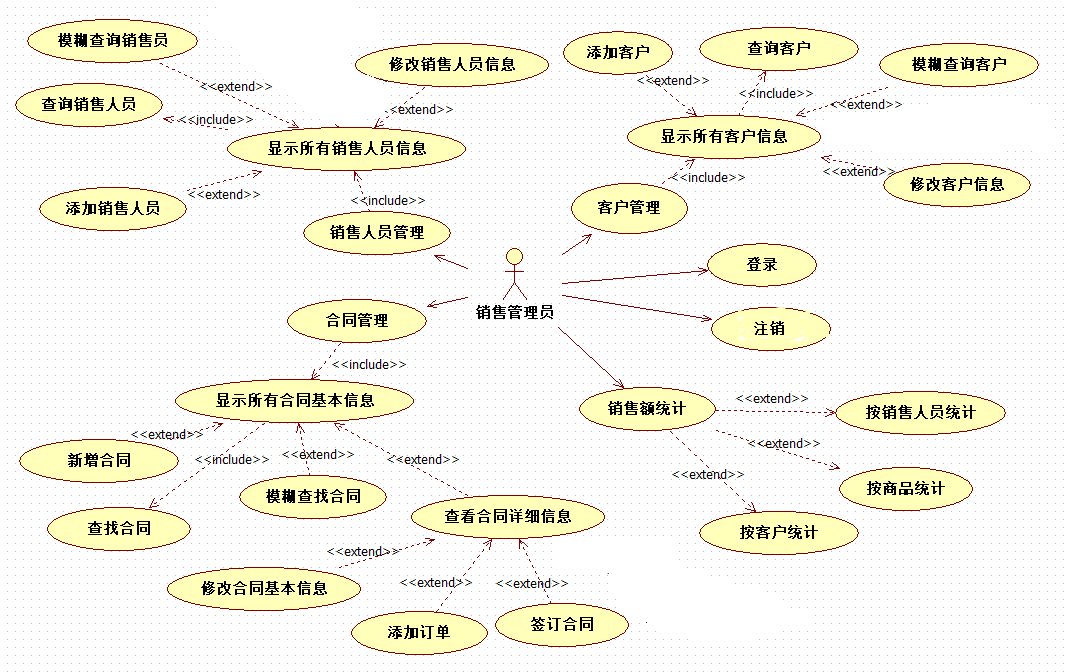 模糊查询销售员
修改销售人员信息
添加客户
查询客户
模糊查询客户
<<extend>>
<<extend>>
<<include>>
<<extend>>
查询销售人员
<<extend>>
<<include>>
显示所有销售人员信息
显示所有客户信息
<<extend>>
<<include>>
<<extend>>
修改客户信息
添加销售人员
<<extend>>
<<include>>
客户管理
销售人员管理
登录
销售管理员
合同管理
注销
<<include>>
显示所有合同基本信息
销售额统计
<<extend>>
按销售人员统计
<<extend>>
<<extend>>
新增合同
<<include>>
<<extend>>
<<extend>>
<<extend>>
模糊查找合同
按商品统计
查找合同
查看合同详细信息
按客户统计
<<extend>>
修改合同基本信息
<<extend>>
<<extend>>
添加订单
签订合同